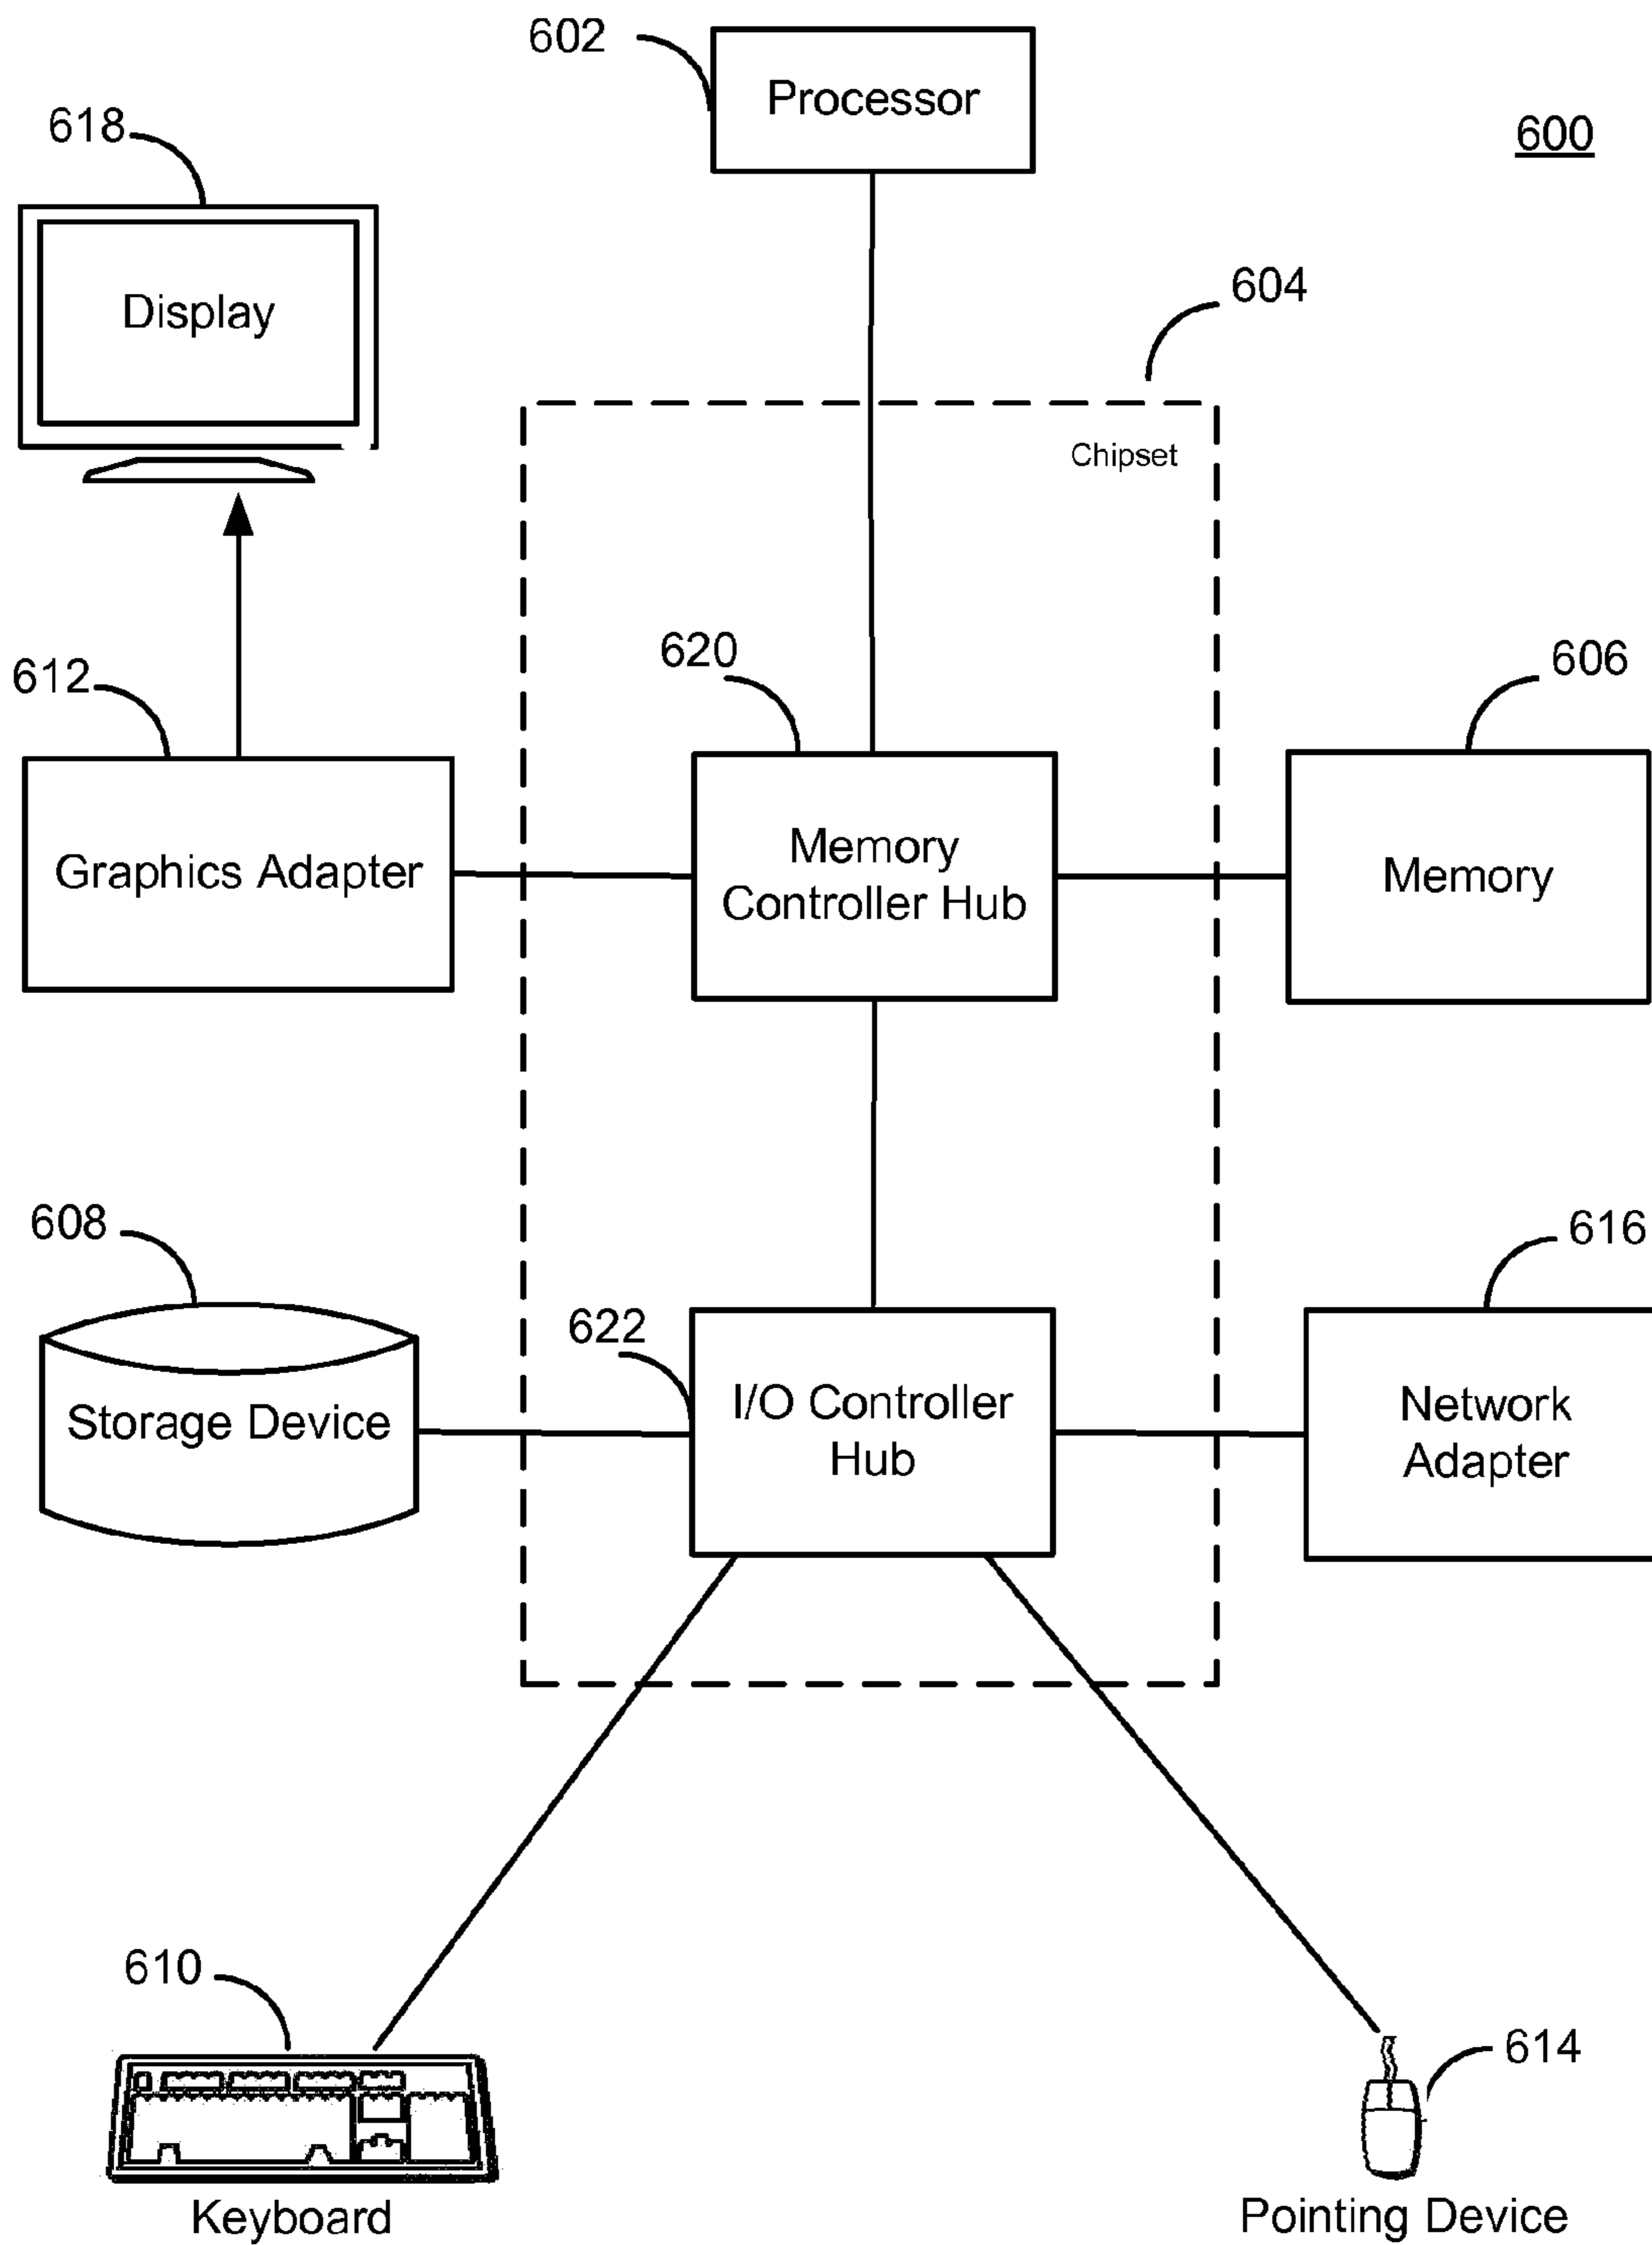 602
Processor
600
618
Display
604
Chipset
620
606
612
Memory
Controller Hub
Graphics Adapter
Memory
608
616
622
I/O Controller
Hub
Storage Device
Network
Adapter
610
614
Keyboard
Pointing Device